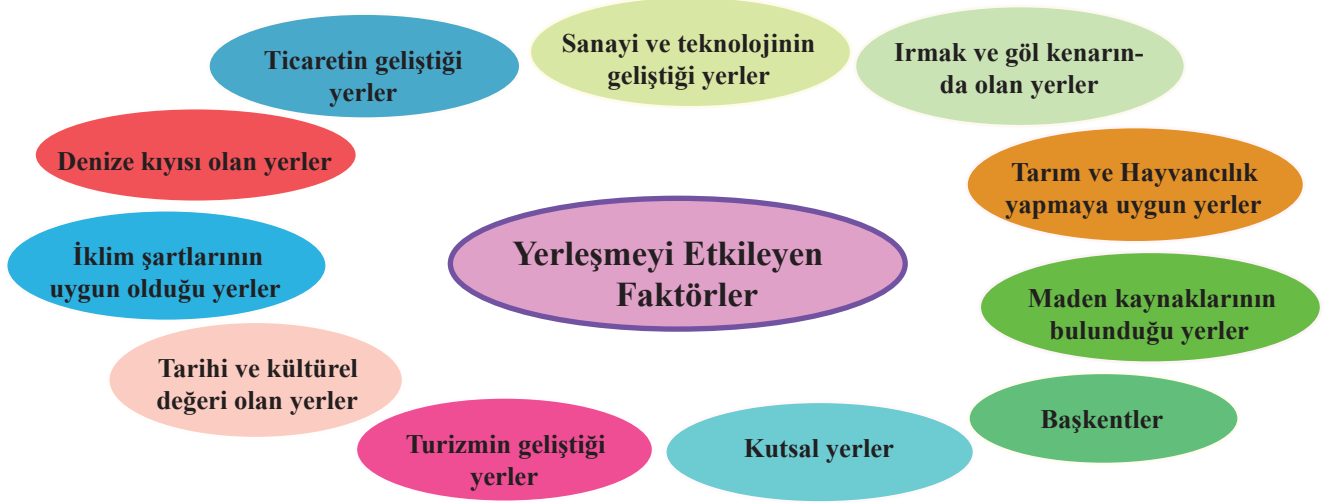 Ticaretin geliştiği
yerler
Sanayi ve teknolojinin
geliştiği yerler
Irmak ve göl kenarın-
da olan yerler
Denize kıyısı olan yerler
Tarım ve Hayvancılık
yapmaya uygun yerler
Yerleşmeyi Etkileyen
Faktörler
İklim şartlarının
uygun olduğu yerler
Maden kaynaklarının
bulunduğu yerler
Tarihi ve kültürel
değeri olan yerler
Başkentler
Turizmin geliştiği
yerler
Kutsal yerler